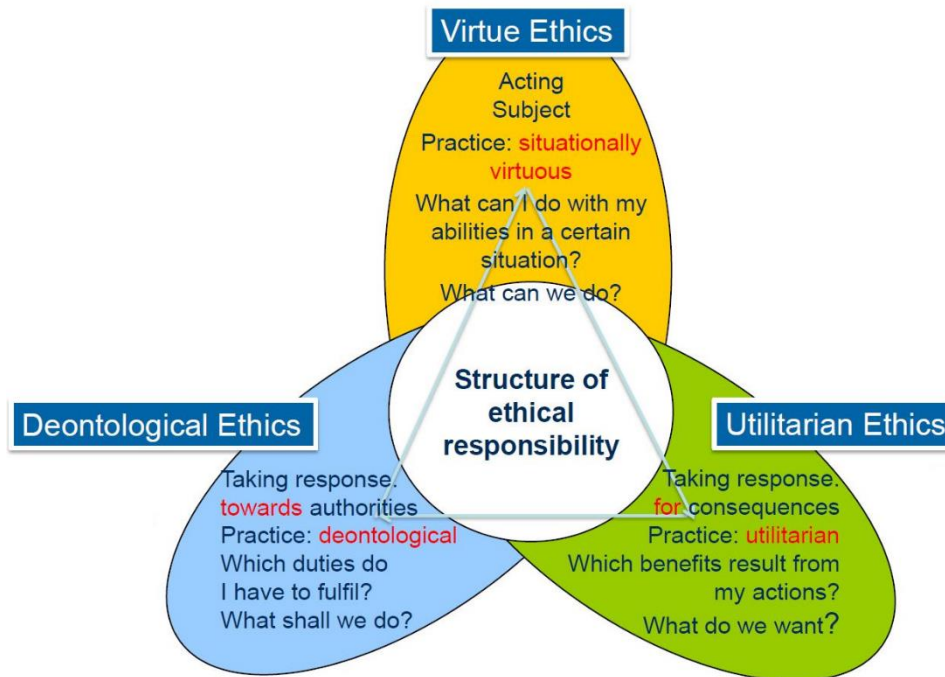 Virtue Ethics
Acting
Subject
Practice: situationally
virtuous
What can I do with my
abilities in a certain
situation?
What can we do?
Structure of
ethical
responsibility
Deontological Ethics
Taking response.
towards authorities
Practice: deontological
Which duties do
I have to fulfil?
What shall we do?
Utilitarian Ethics
Taking response.
for consequences
Practice: utilitarian
Which benefits result from
my actions?
What do we want?